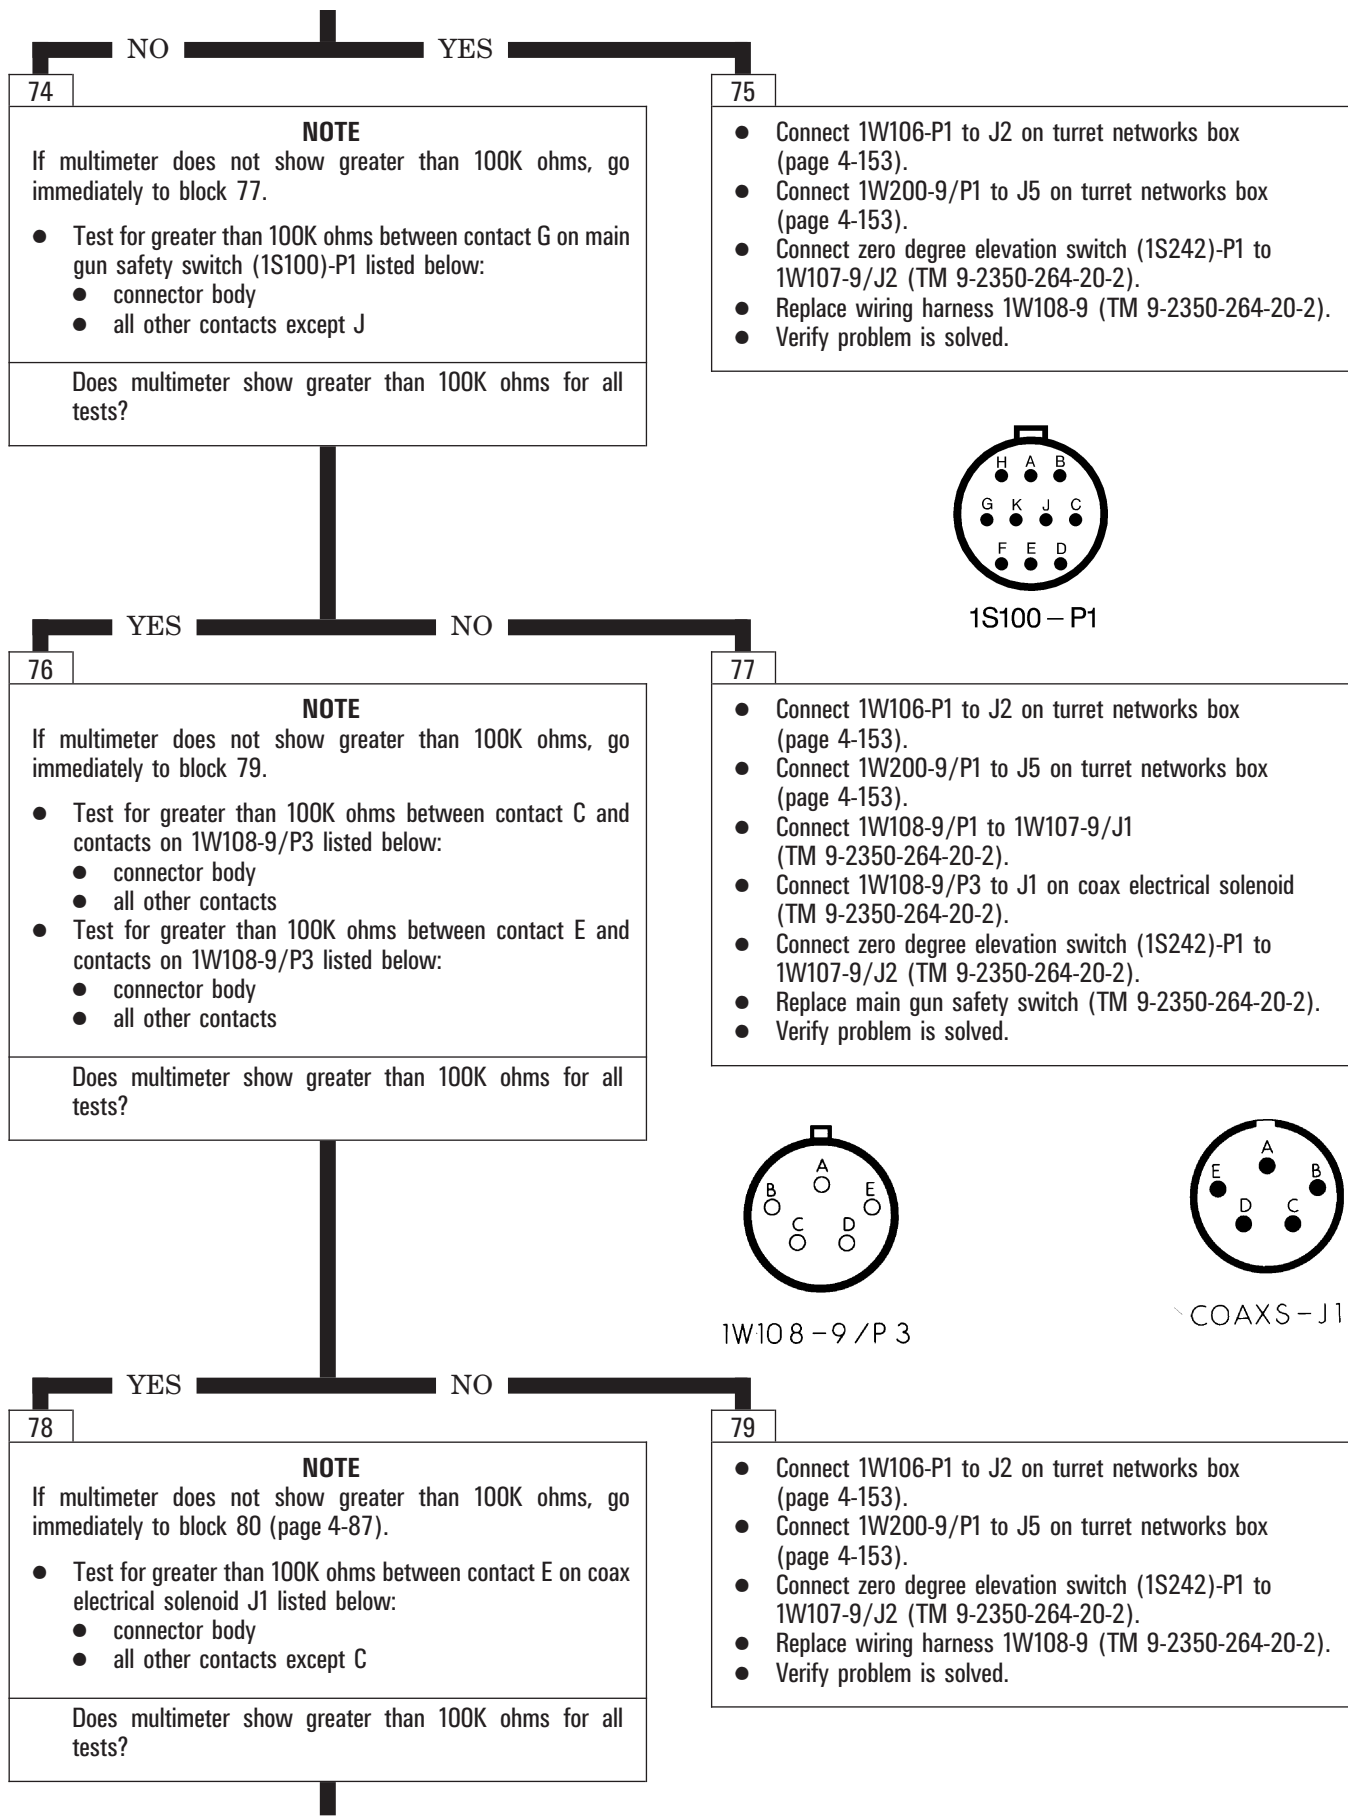 NO
YES
74
NOTE
If multimeter does not show greater than 100K ohms, go
immediately to block 77.
● Test for greater than 100K ohms between contact G on main
gun safety switch (1S100)-P1 listed below:
● connector body
● all other contacts except J
Does multimeter show greater than 100K ohms for all
tests?
75
● Connect 1W106-P1 to J2 on turret networks box
(page 4-153).
● Connect 1W200-9/P1 to J5 on turret networks box
(page 4-153).
● Connect zero degree elevation switch (1S242)-P1 to
1W107-9/J2 (TM 9-2350-264-20-2).
● Replace wiring harness 1W108-9 (TM 9-2350-264-20-2).
● Verify problem is solved.
H A B
G K J C
F E D
1S100-P1
YES
NO
76
NOTE
If multimeter does not show greater than 100K ohms, go
immediately to block 79.
● Test for greater than 100K ohms between contact C and
contacts on 1W108-9/P3 listed below:
● connector body
● all other contacts
● Test for greater than 100K ohms between contact E and
contacts on 1W108-9/P3 listed below:
● connector body
● all other contacts
Does multimeter show greater than 100K ohms for all
tests?
77
● Connect 1W106-P1 to J2 on turret networks box
(page 4-153).
● Connect 1W200-9/P1 to J5 on turret networks box
(page 4-153).
● Connect 1W108-9/P1 to 1W107-9/J1
(TM 9-2350-264-20-2).
● Connect 1W108-9/P3 to J1 on coax electrical solenoid
(TM 9-2350-264-20-2).
● Connect zero degree elevation switch (1S242)-P1 to
1W107-9/J2 (TM 9-2350-264-20-2).
● Replace main gun safety switch (TM 9-2350-264-20-2).
● Verify problem is solved.
A
B E
C D
1W108-9/P3
A
E B
D C
COAXS-J1
YES
NO
78
NOTE
If multimeter does not show greater than 100K ohms, go
immediately to block 80 (page 4-87).
● Test for greater than 100K ohms between contact E on coax
electrical solenoid J1 listed below:
● connector body
● all other contacts except C
Does multimeter show greater than 100K ohms for all
tests?
79
● Connect 1W106-P1 to J2 on turret networks box
(page 4-153).
● Connect 1W200-9/P1 to J5 on turret networks box
(page 4-153).
● Connect zero degree elevation switch (1S242)-P1 to
1W107-9/J2 (TM 9-2350-264-20-2).
● Replace wiring harness 1W108-9 (TM 9-2350-264-20-2).
● Verify problem is solved.